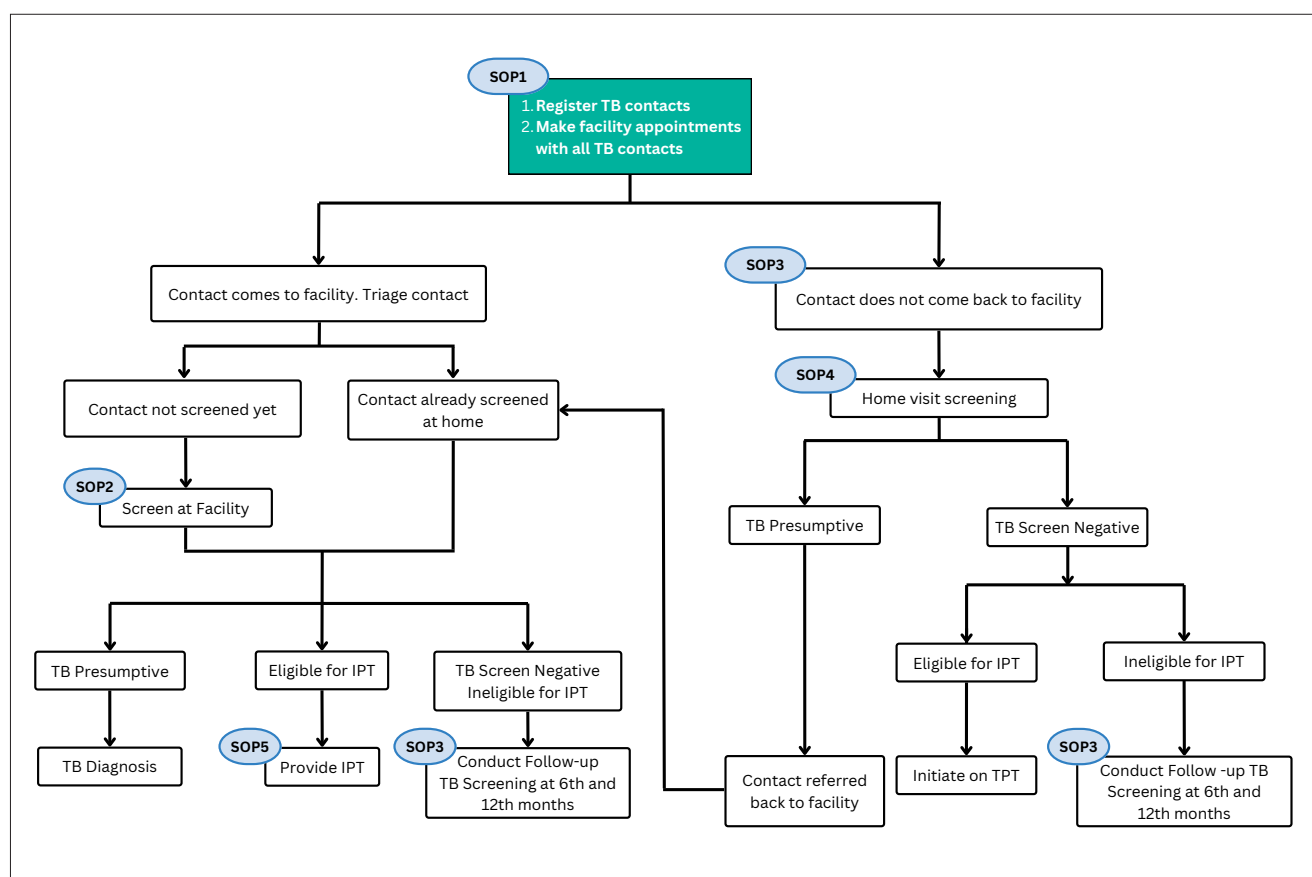 SOP1
1. Register TB contacts
2. Make facility appointments
with all TB contacts
Contact comes to facility. Triage contact
SOP3
Contact does not come back to facility
Contact not screened yet
Contact already screened
at home
SOP4
Home visit screening
SOP2
Screen at Facility
TB Presumptive
TB Screen Negative
TB Presumptive
Eligible for IPT
TB Screen Negative
Ineligible for IPT
Eligible for IPT
Ineligible for IPT
TB Diagnosis
SOP5
Provide IPT
SOP3
Conduct Follow-up
TB Screening at 6th and
12th months
Contact referred
back to facility
Initiate on TPT
SOP3
Conduct Follow -up TB
Screening at 6th and
12th months